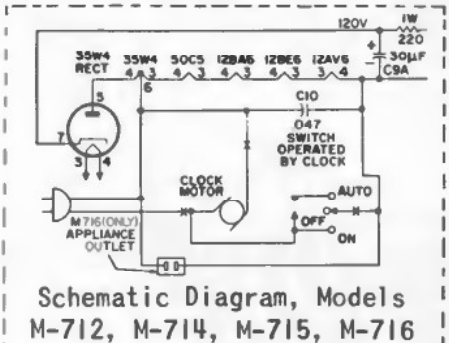 120V
1W
220
+
30µF
−
C9A
35W4
RECT
35W4 50C5 12BA6 12BE6 12AV6
4 3 4 3 4 3 4 3 3 4
6
5
7
3 4
C10
.047
SWITCH
OPERATED
BY CLOCK
CLOCK
MOTOR
AUTO
OFF
ON
M716(ONLY)
APPLIANCE
OUTLET
Schematic Diagram, Models
M-712, M-714, M-715, M-716